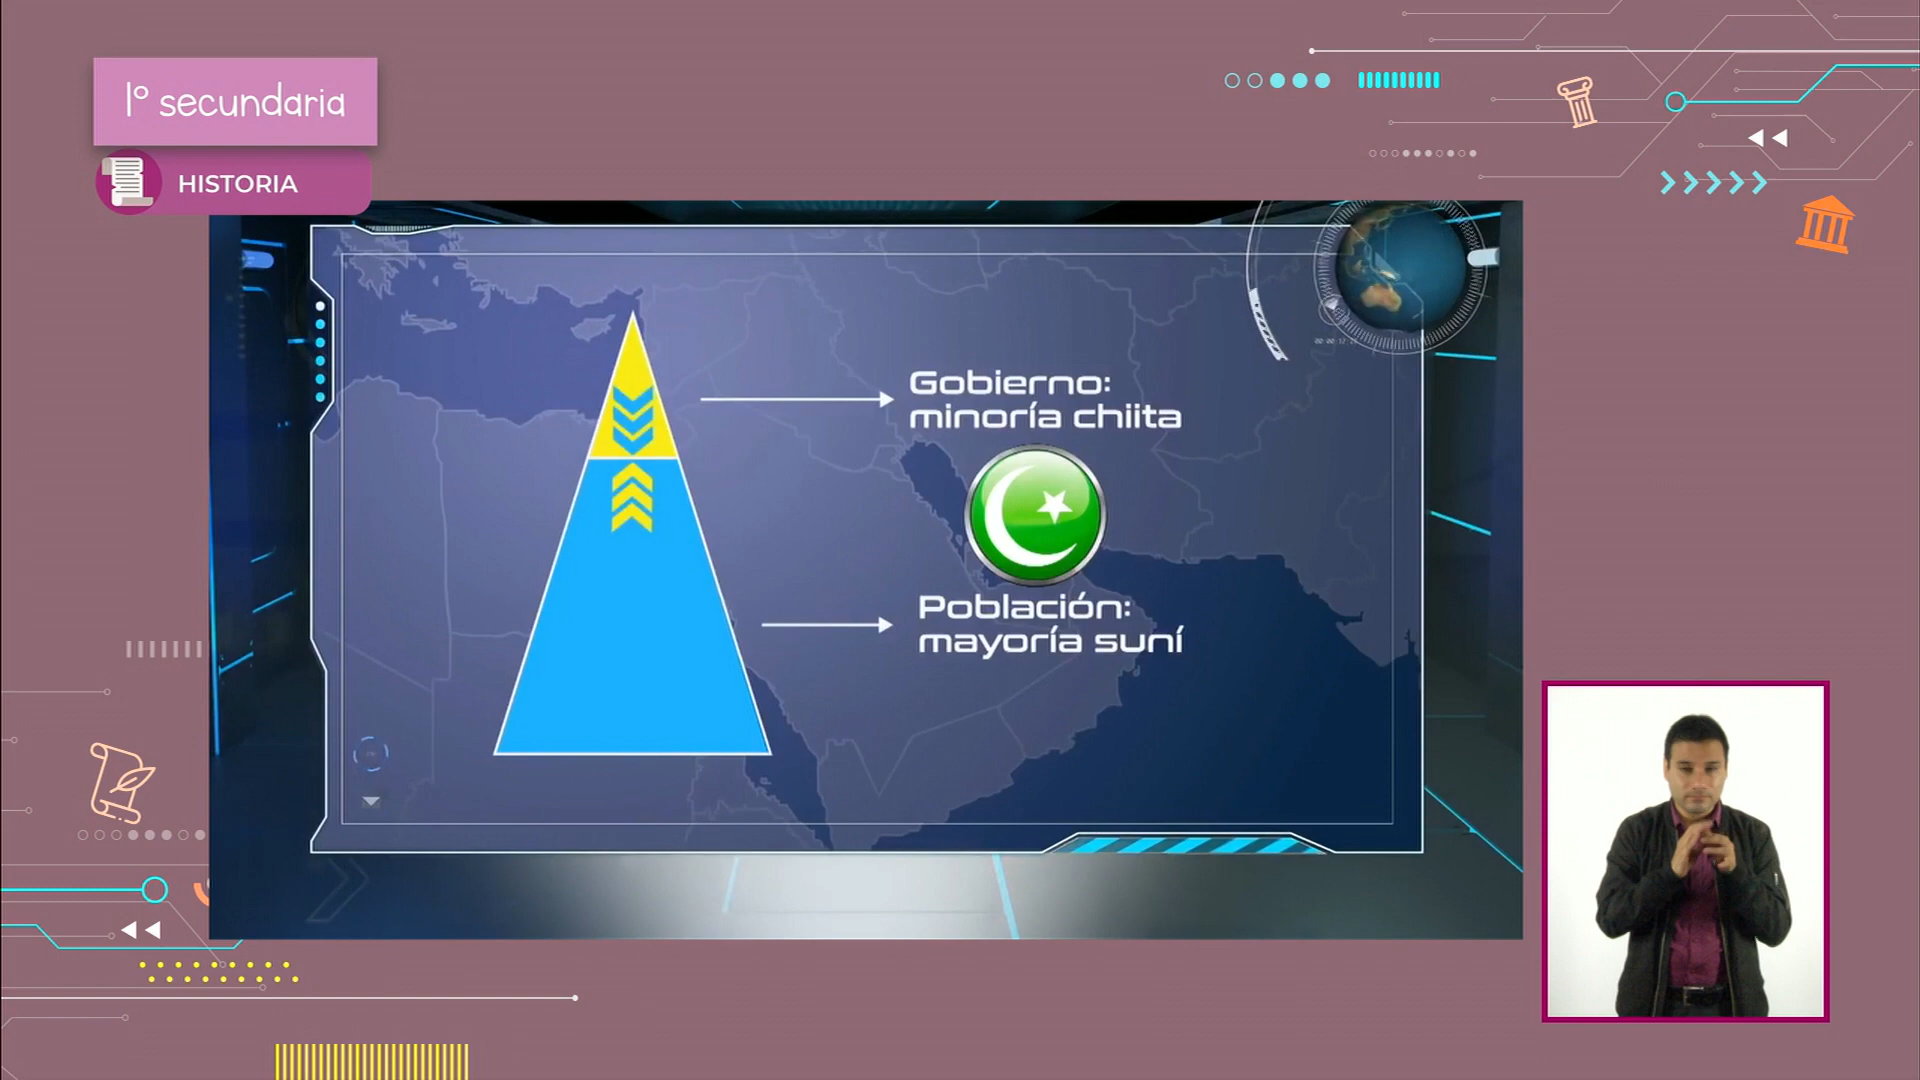 1° secundaria
HISTORIA
Gobierno:
minoría chiita
Población:
mayoría suní